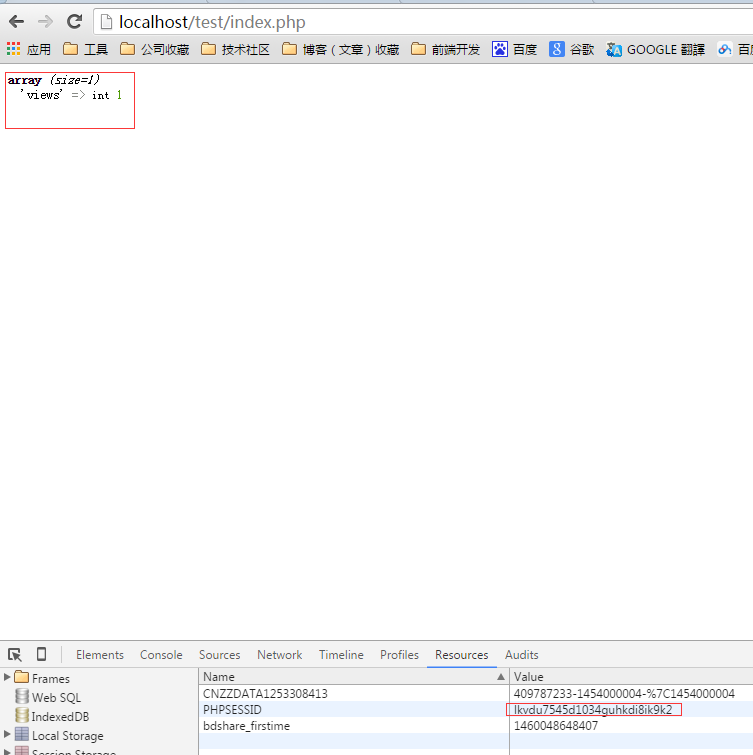 localhost/test/index.php
应用 工具 公司收藏 技术社区 博客（文章）收藏 前端开发 百度 谷歌 GOOGLE 翻譯
array (size=1)
'views' => int 1
Elements Console Sources Network Timeline Profiles Resources Audits
Frames
Web SQL
IndexedDB
Local Storage
Session Storage
Name Value
CNZZDATA1253308413 409787233-1454000004-%7C1454000004
PHPSESSID lkvdu7545d1034guhkdi8ik9k2
bdshare_firstime 1460048648407